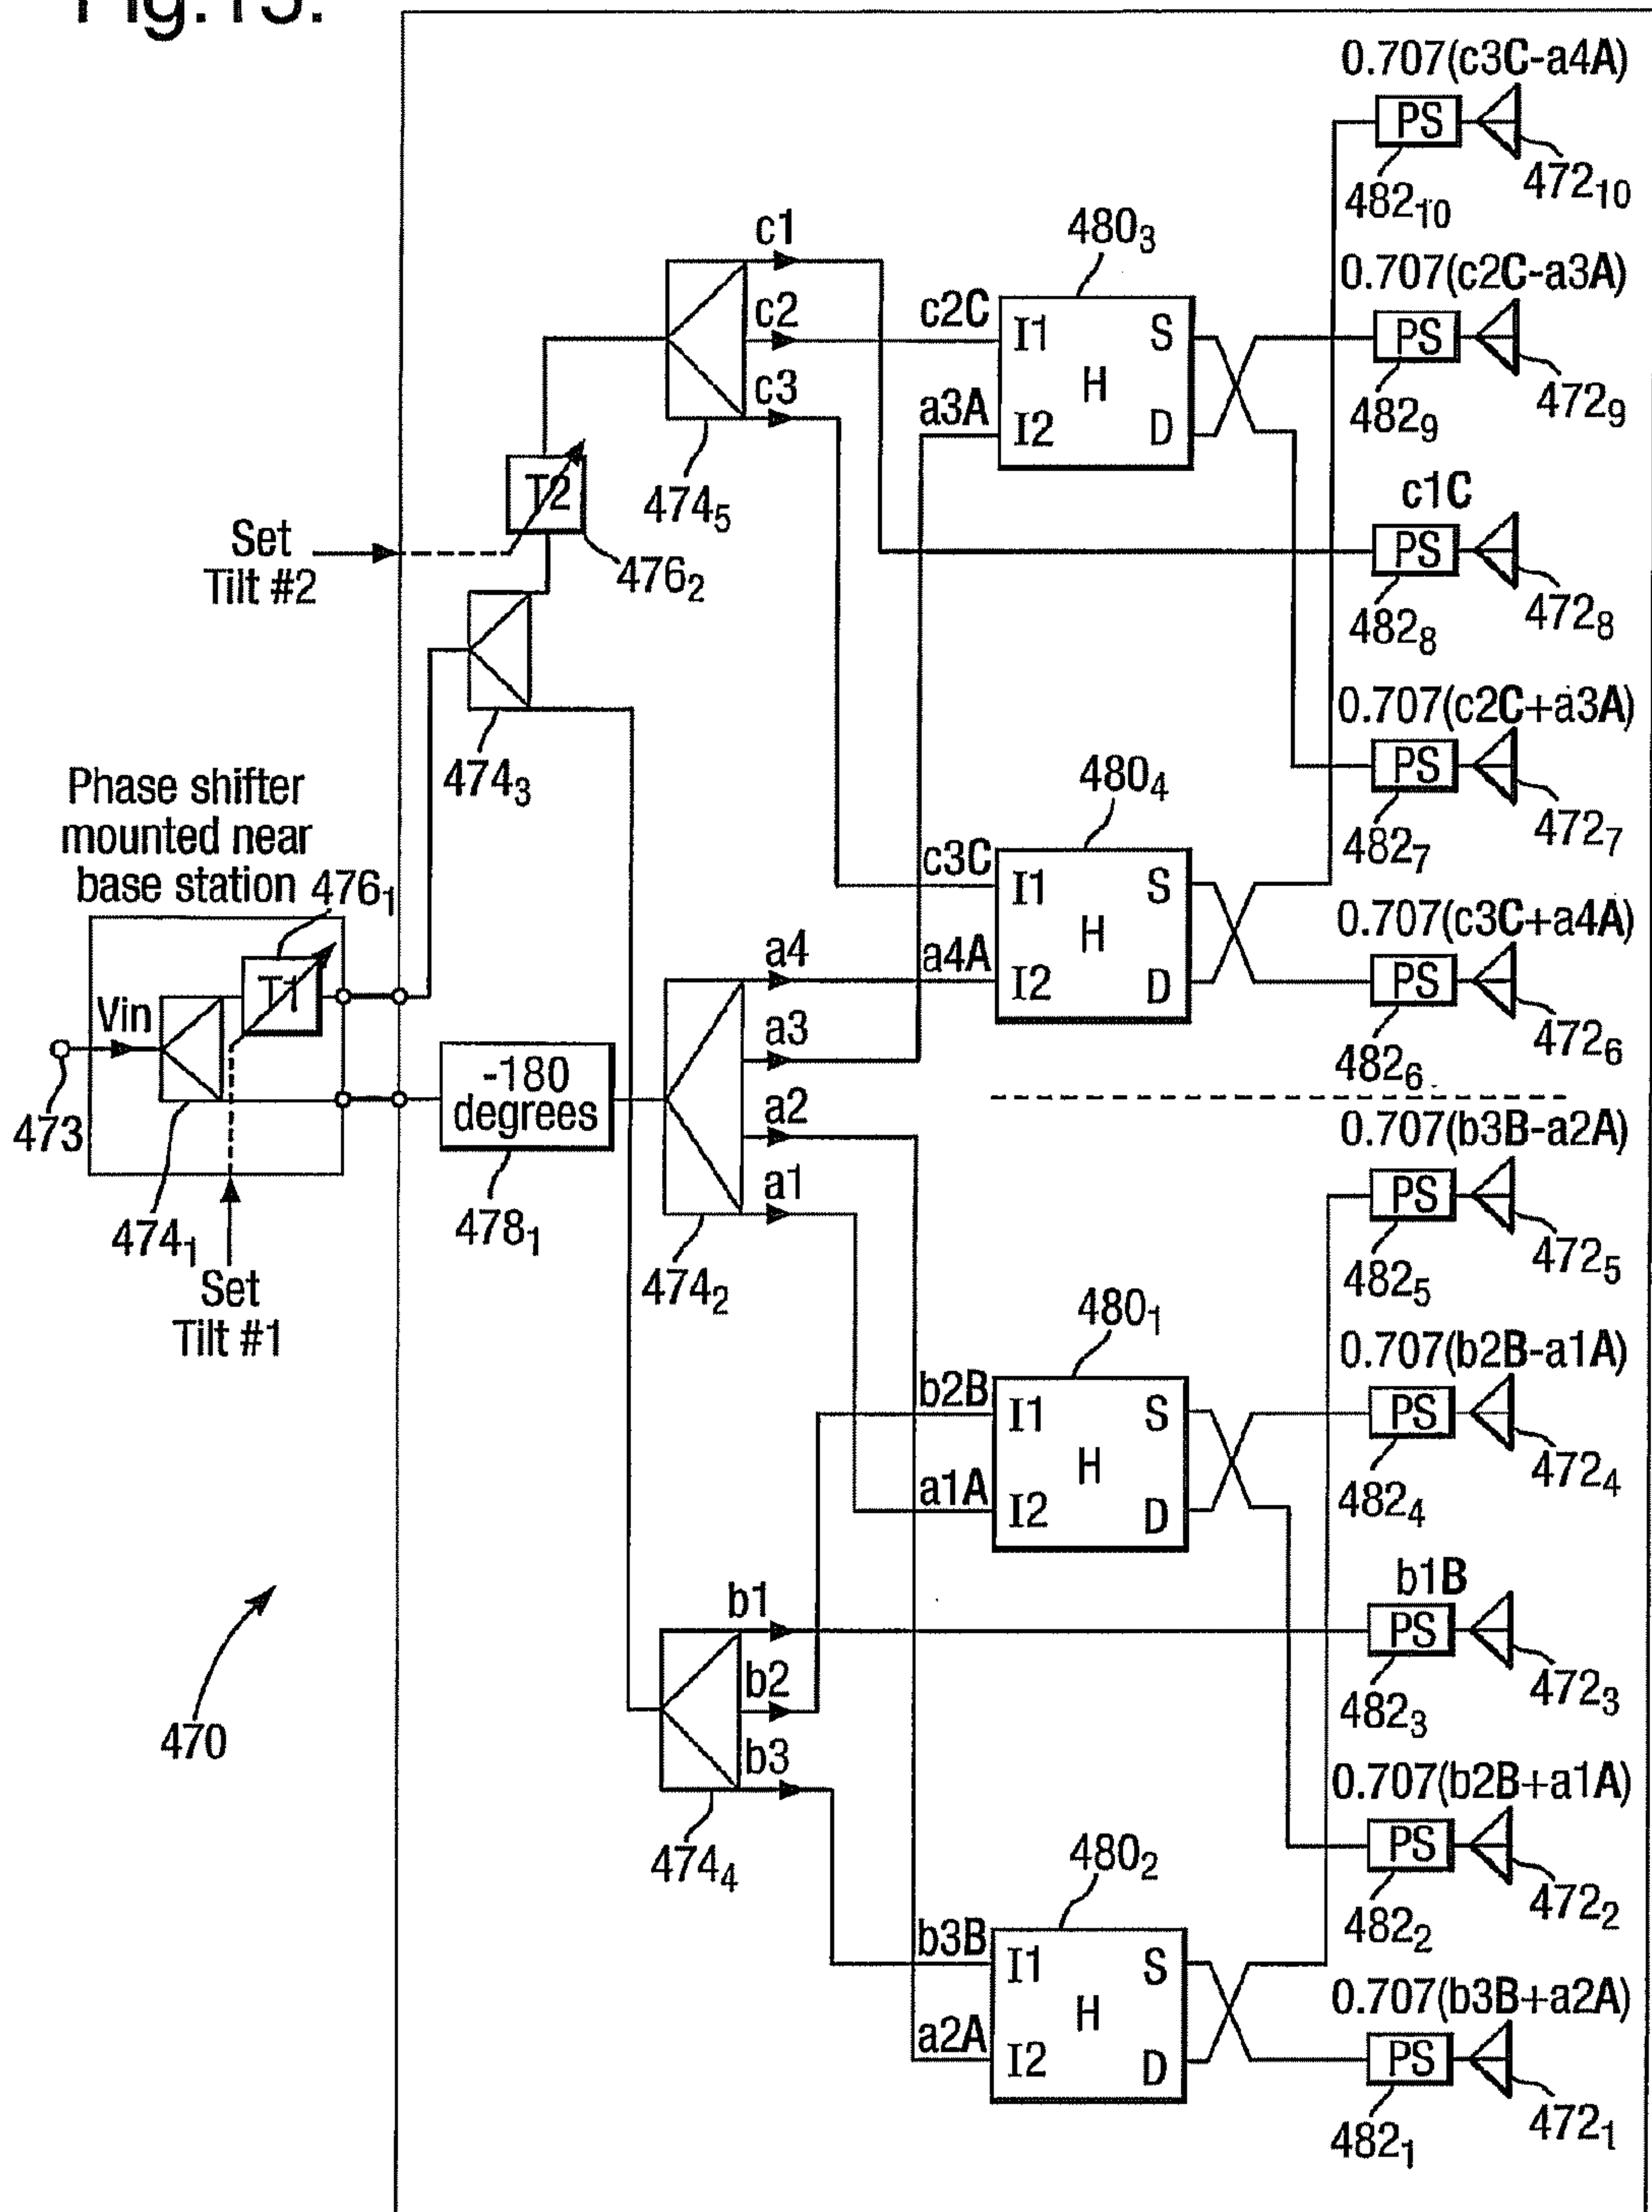 Fig.13.
0.707(c3C-a4A)
PS
482₁₀
472₁₀
c1
480₃
0.707(c2C-a3A)
c2
c2C
I1
S
H
PS
c3
a3A
I2
D
482₉
472₉
474₅
T2
c1C
Set
Tilt #2
476₂
PS
482₈
472₈
474₃
0.707(c2C+a3A)
PS
482₇
472₇
Phase shifter
mounted near
base station
476₁
480₄
c3C
I1
S
H
0.707(c3C+a4A)
a4
a4A
I2
D
PS
482₆
472₆
T1
Vin
a3
473
-180
degrees
a2
a1
474₁
478₁
474₂
Set
Tilt #1
0.707(b3B-a2A)
PS
482₅
472₅
480₁
0.707(b2B-a1A)
b2B
I1
S
H
PS
a1A
I2
D
482₄
472₄
b1
b1B
PS
470
b2
482₃
472₃
b3
0.707(b2B+a1A)
474₄
480₂
PS
482₂
472₂
b3B
I1
S
H
0.707(b3B+a2A)
a2A
I2
D
PS
482₁
472₁